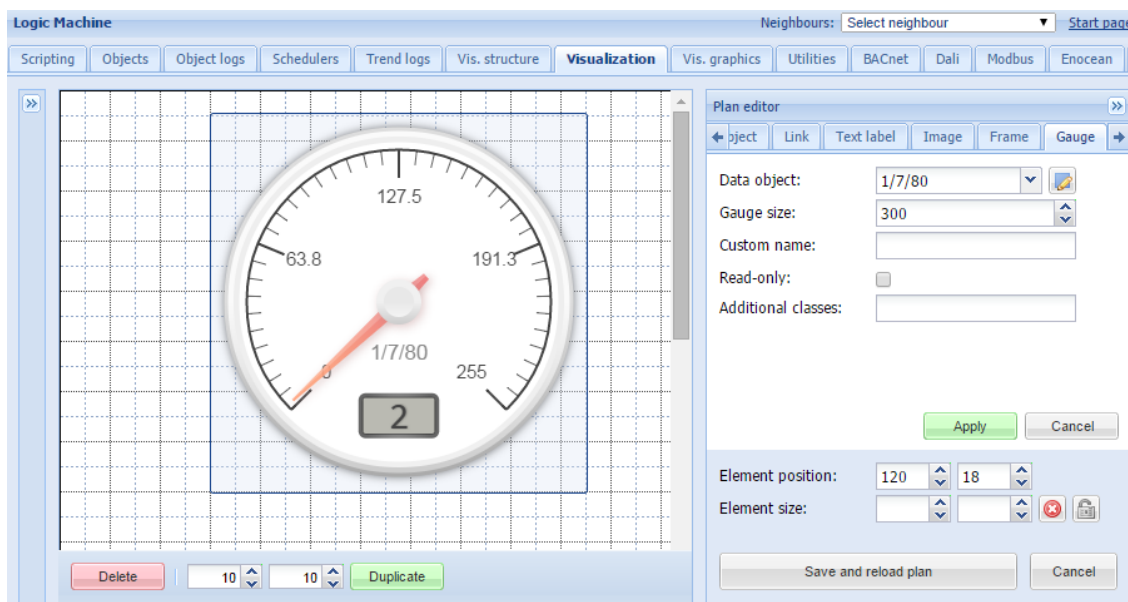 Logic Machine
Neighbours: Select neighbour Start page
Scripting Objects Object logs Schedulers Trend logs Vis. structure Visualization Vis. graphics Utilities BACnet Dali Modbus Enocean
Plan editor
Link Text label Image Frame Gauge
Data object: 1/7/80
Gauge size: 300
Custom name:
Read-only:
Additional classes:
127.5
63.8 191.3
1/7/80
0 255
2
Apply Cancel
Element position: 120 18
Element size:
Delete 10 10 Duplicate
Save and reload plan Cancel